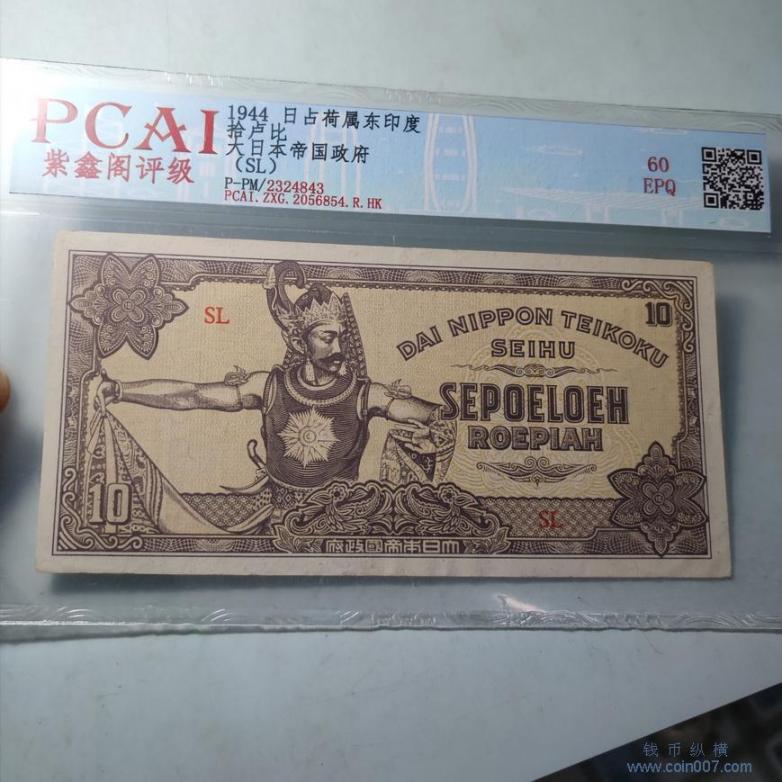 PCAI
紫鑫阁评级
1944 日占荷属东印度
拾卢比
大日本帝国政府
（SL）
P-PM/2324843
PCAI.ZXG.2056854.R.HK
60
EPQ
SL
10
DAI NIPPON TEIKOKU
SEIHU
SEPOELOEH
ROEPIAH
10
SL
府政國帝本日大
钱币纵横
www.coin007.com